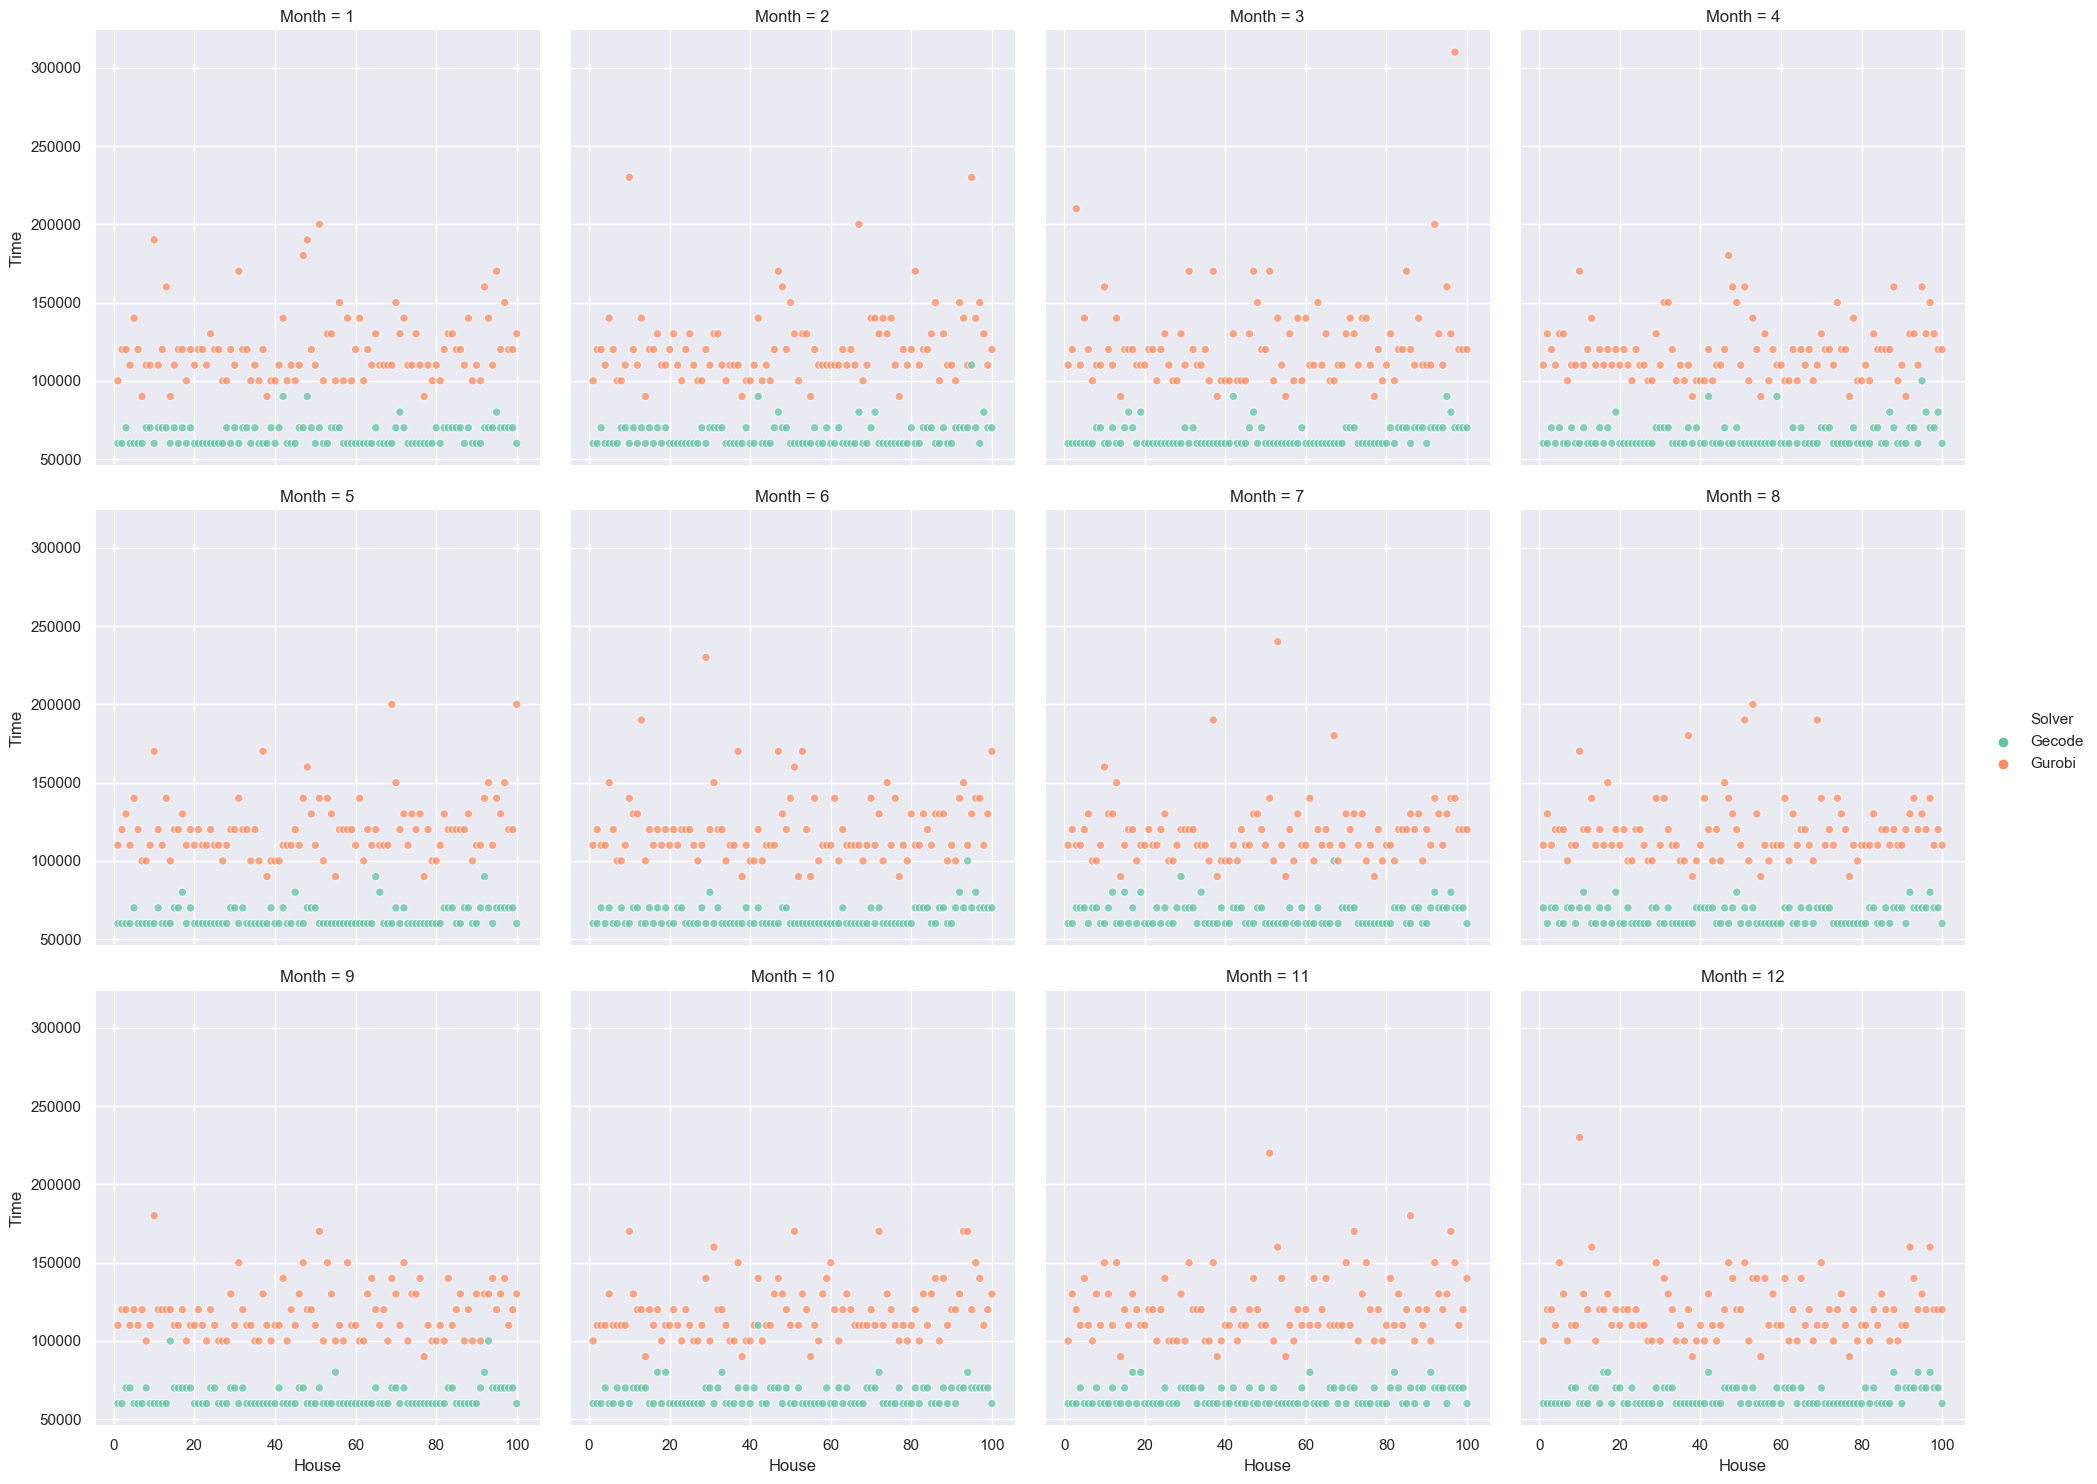 Month = 1
Month = 2
Month = 3
Month = 4
300000
250000
200000
150000
100000
50000
Time
Month = 5
Month = 6
Month = 7
Month = 8
300000
250000
200000
150000
100000
50000
Time
Solver
Gecode
Gurobi
Month = 9
Month = 10
Month = 11
Month = 12
300000
250000
200000
150000
100000
50000
Time
0 20 40 60 80 100
0 20 40 60 80 100
0 20 40 60 80 100
0 20 40 60 80 100
House
House
House
House